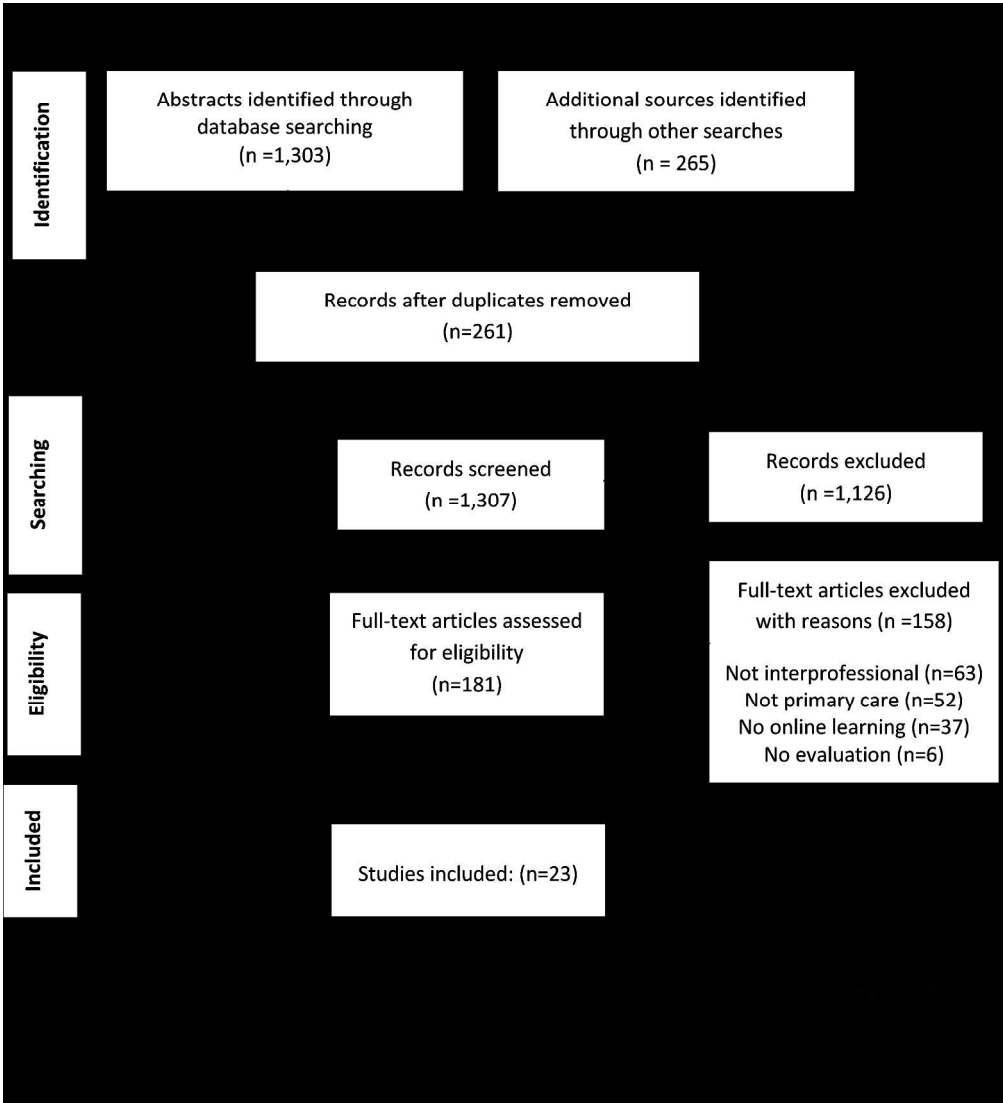 Identification
Abstracts identified through
database searching
(n =1,303)
Additional sources identified
through other searches
(n = 265)
Records after duplicates removed
(n=261)
Searching
Records screened
(n =1,307)
Records excluded
(n =1,126)
Eligibility
Full-text articles assessed
for eligibility
(n=181)
Full-text articles excluded
with reasons (n =158)
Not interprofessional (n=63)
Not primary care (n=52)
No online learning (n=37)
No evaluation (n=6)
Included
Studies included: (n=23)